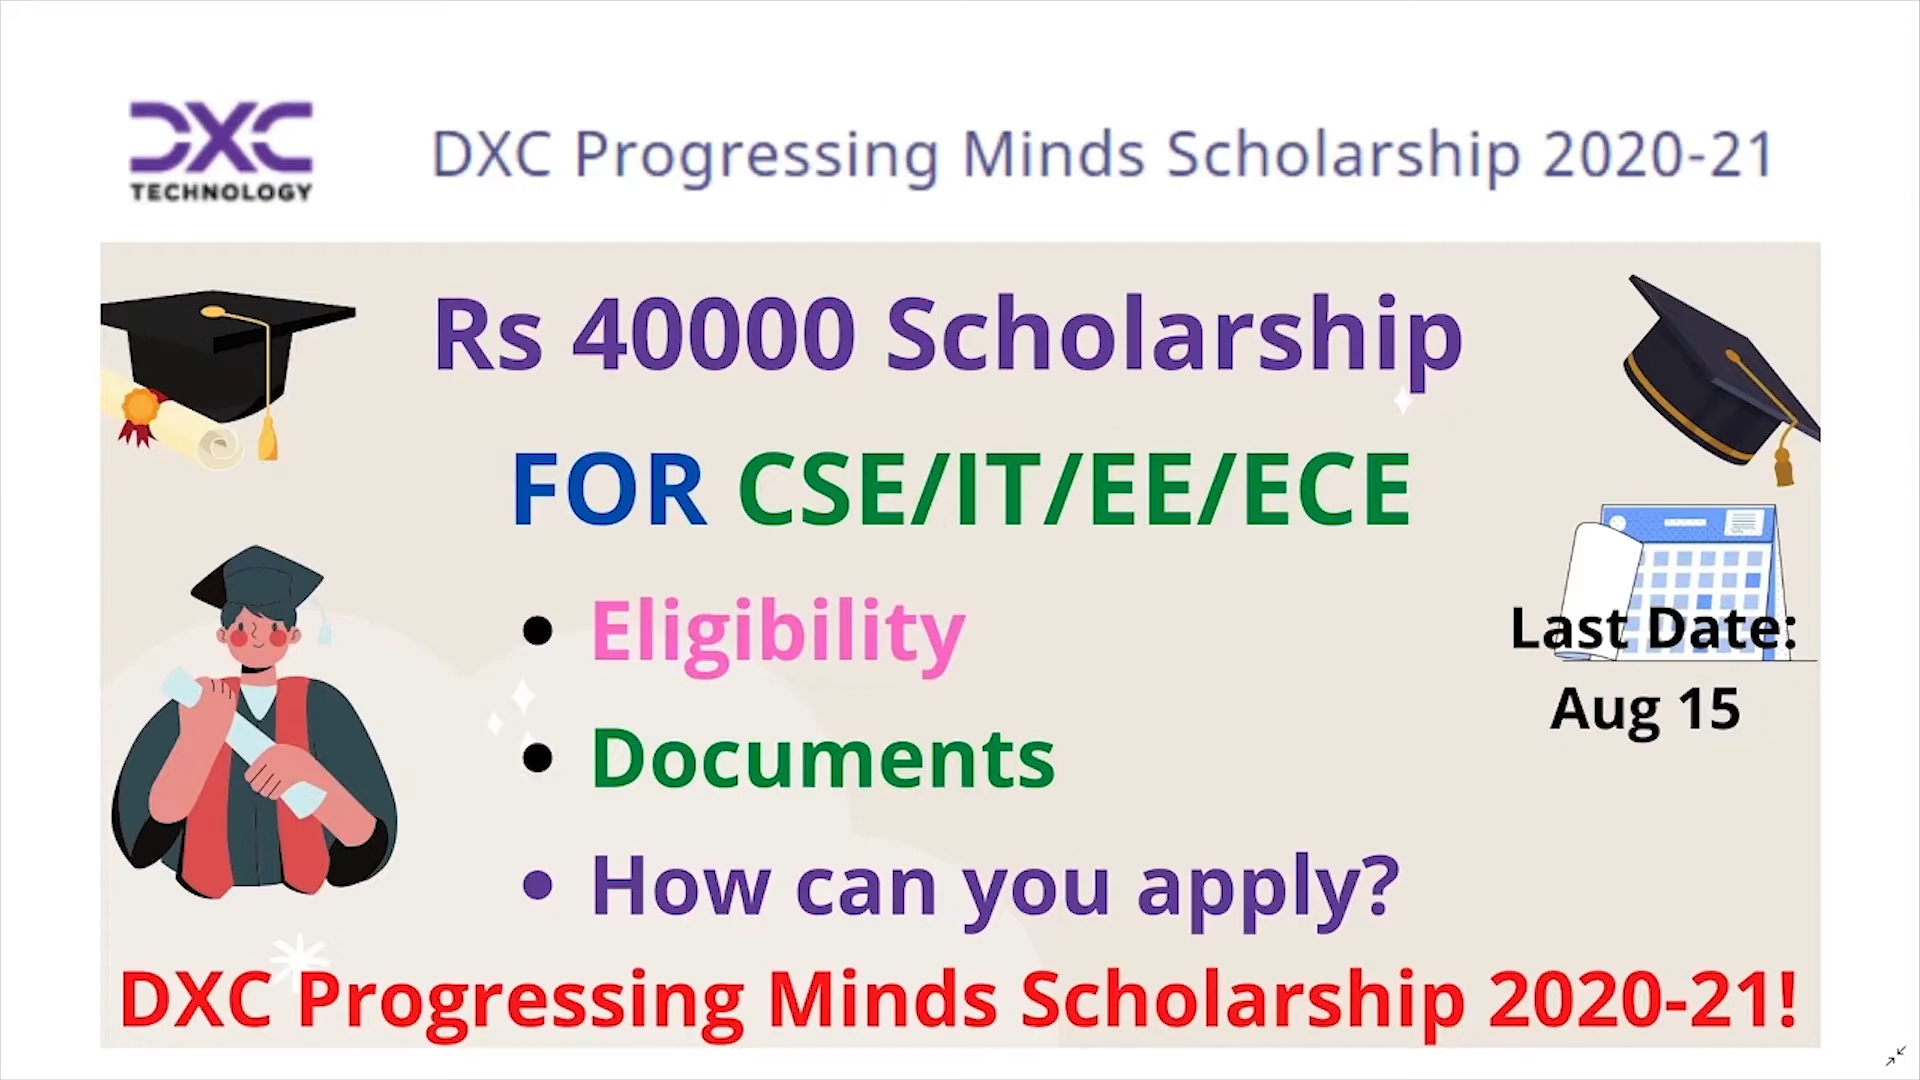 DXC
TECHNOLOGY
DXC Progressing Minds Scholarship 2020-21
Rs 40000 Scholarship
FOR CSE/IT/EE/ECE
• Eligibility
Last Date:
Aug 15
• Documents
• How can you apply?
DXC Progressing Minds Scholarship 2020-21!